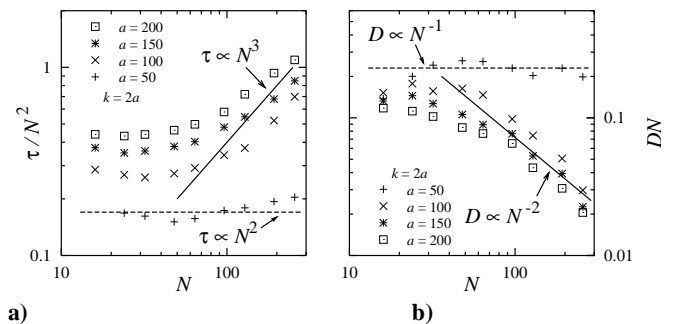 a = 200
a = 150
a = 100
a = 50
k = 2a
τ ∝ N³
τ ∝ N²
1
0.1
τ / N²
10
100
N
a)
D ∝ N⁻¹
k = 2a
a = 50
a = 100
a = 150
a = 200
D ∝ N⁻²
0.1
0.01
DN
10
100
N
b)